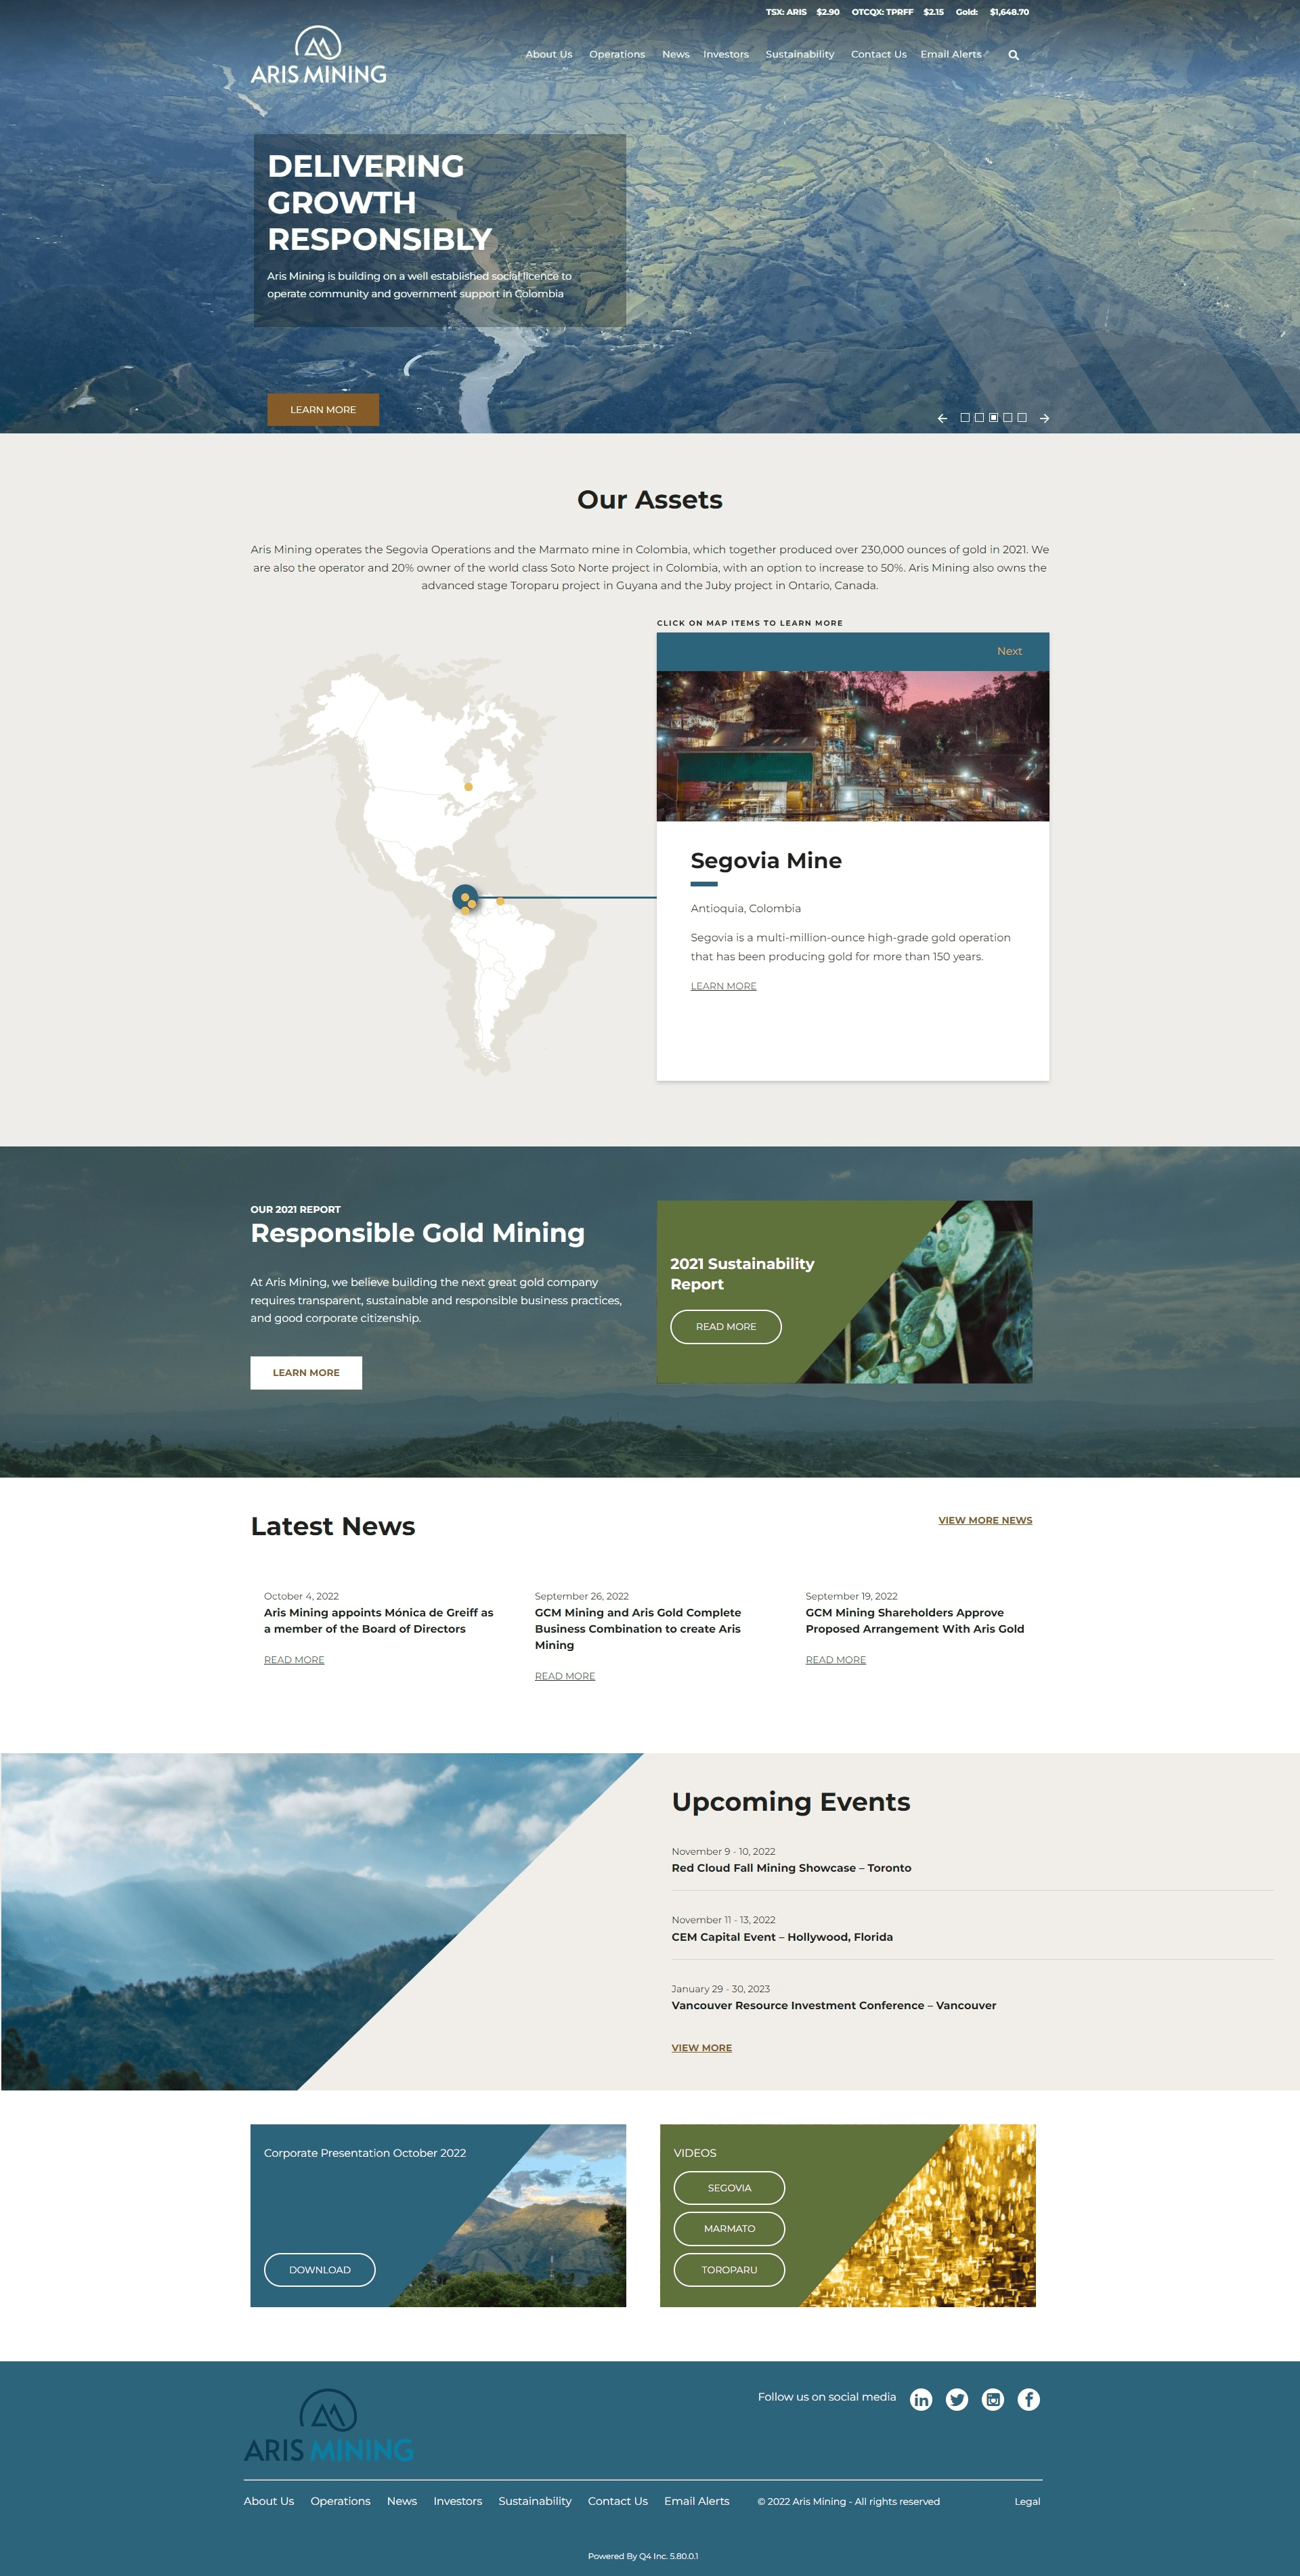 TSX: ARIS $2.90 OTCQX: TPRFF $2.15 Gold: $1,648.70
ARIS MINING
About Us Operations News Investors Sustainability Contact Us Email Alerts
DELIVERING
GROWTH
RESPONSIBLY
Aris Mining is building on a well established social licence to
operate community and government support in Colombia
LEARN MORE
Our Assets
Aris Mining operates the Segovia Operations and the Marmato mine in Colombia, which together produced over 230,000 ounces of gold in 2021. We
are also the operator and 20% owner of the world class Soto Norte project in Colombia, with an option to increase to 50%. Aris Mining also owns the
advanced stage Toroparu project in Guyana and the Juby project in Ontario, Canada.
CLICK ON MAP ITEMS TO LEARN MORE
Next
Segovia Mine
Antioquia, Colombia
Segovia is a multi-million-ounce high-grade gold operation
that has been producing gold for more than 150 years.
LEARN MORE
OUR 2021 REPORT
Responsible Gold Mining
At Aris Mining, we believe building the next great gold company
requires transparent, sustainable and responsible business practices,
and good corporate citizenship.
LEARN MORE
2021 Sustainability
Report
READ MORE
Latest News
VIEW MORE NEWS
October 4, 2022
Aris Mining appoints Mónica de Greiff as
a member of the Board of Directors
READ MORE
September 26, 2022
GCM Mining and Aris Gold Complete
Business Combination to create Aris
Mining
READ MORE
September 19, 2022
GCM Mining Shareholders Approve
Proposed Arrangement With Aris Gold
READ MORE
Upcoming Events
November 9 - 10, 2022
Red Cloud Fall Mining Showcase – Toronto
November 11 - 13, 2022
CEM Capital Event – Hollywood, Florida
January 29 - 30, 2023
Vancouver Resource Investment Conference – Vancouver
VIEW MORE
Corporate Presentation October 2022
DOWNLOAD
VIDEOS
SEGOVIA
MARMATO
TOROPARU
Follow us on social media
ARIS MINING
About Us Operations News Investors Sustainability Contact Us Email Alerts © 2022 Aris Mining - All rights reserved Legal
Powered By Q4 Inc. 5.80.0.1